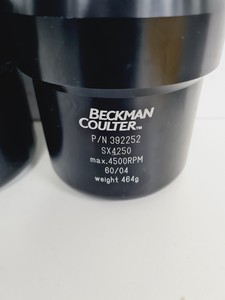 BECKMAN
COULTER™
P/N 392252
SX4250
max.4500RPM
60/04
weight 464g